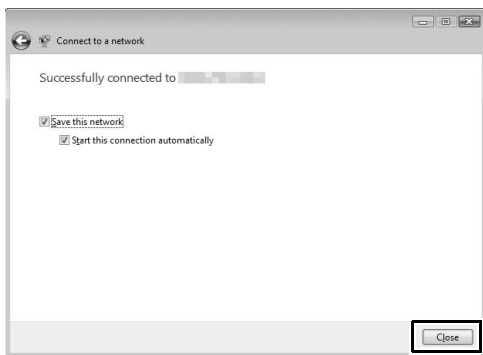 Connect to a network
Successfully connected to
Save this network
Start this connection automatically
Close